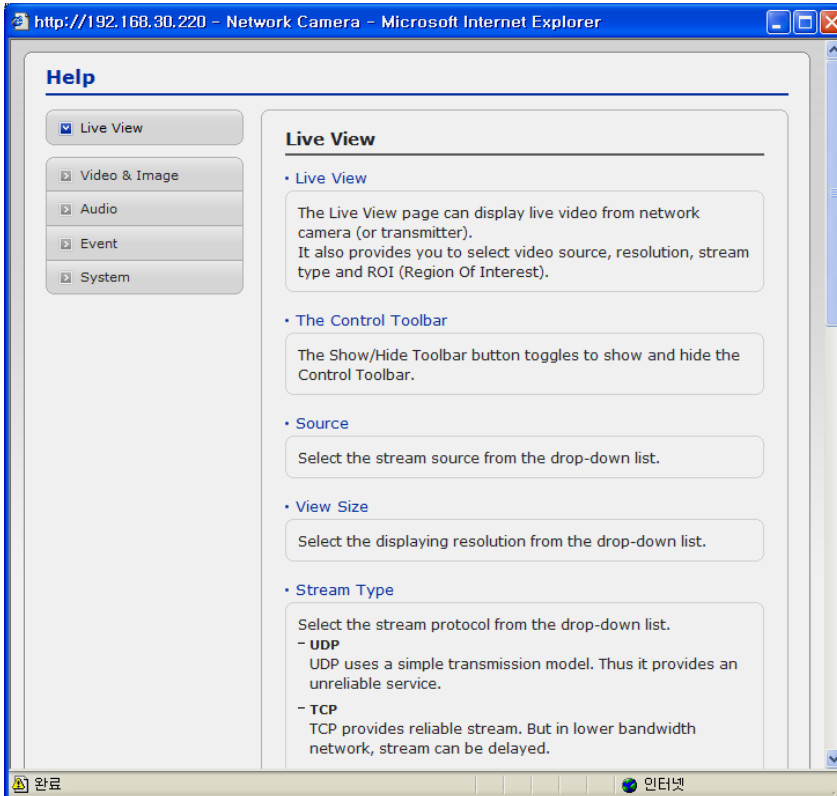 http://192.168.30.220 - Network Camera - Microsoft Internet Explorer
Help
Live View
Video & Image
Audio
Event
System
Live View
• Live View
The Live View page can display live video from network
camera (or transmitter).
It also provides you to select video source, resolution, stream
type and ROI (Region Of Interest).
• The Control Toolbar
The Show/Hide Toolbar button toggles to show and hide the
Control Toolbar.
• Source
Select the stream source from the drop-down list.
• View Size
Select the displaying resolution from the drop-down list.
• Stream Type
Select the stream protocol from the drop-down list.
- UDP
UDP uses a simple transmission model. Thus it provides an
unreliable service.
- TCP
TCP provides reliable stream. But in lower bandwidth
network, stream can be delayed.
완료
인터넷